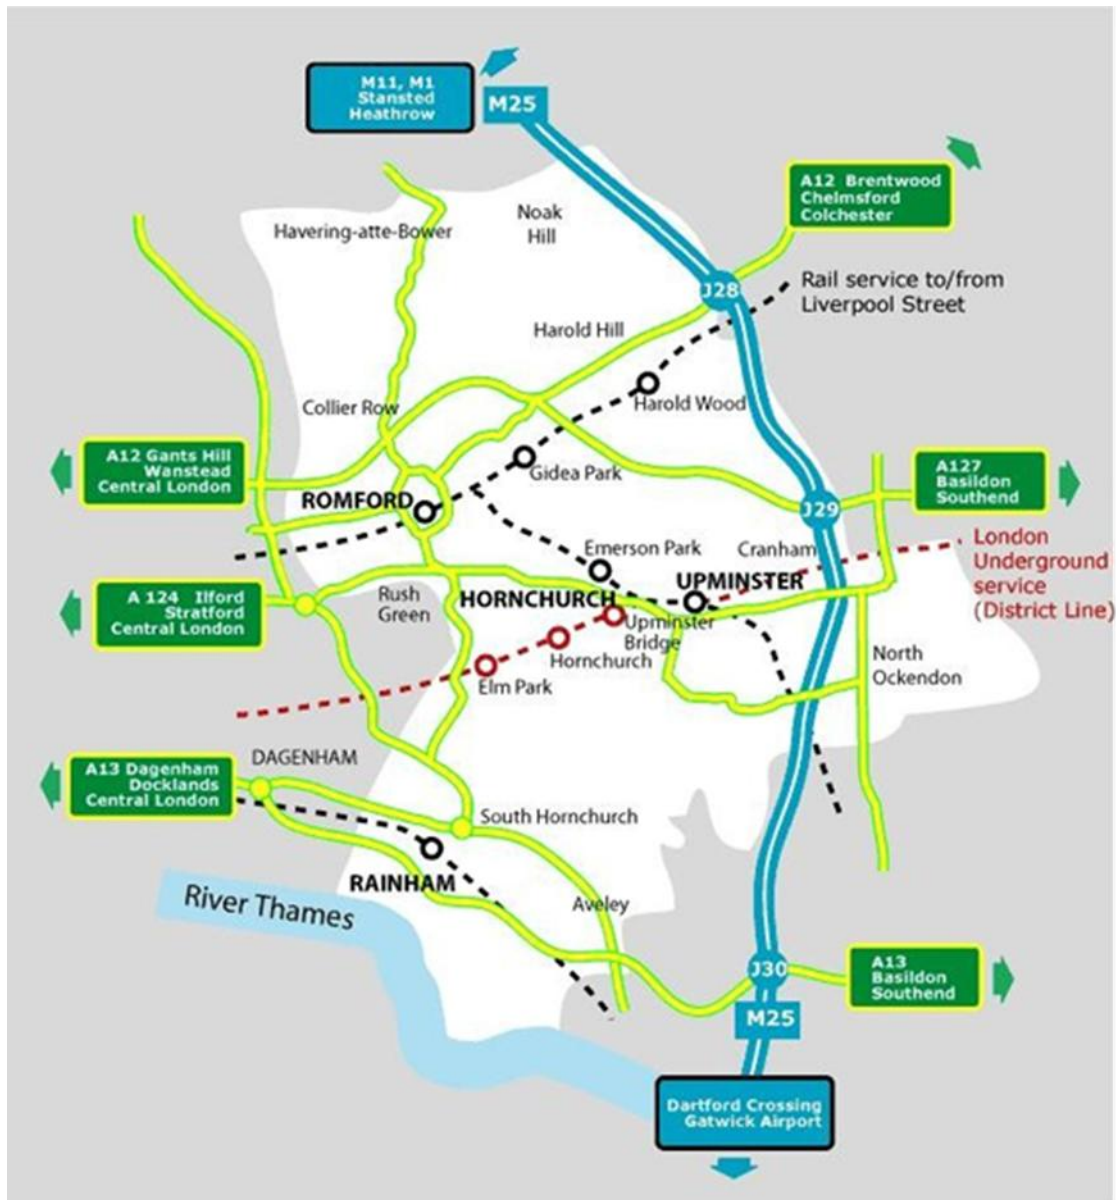 M11, M1
Stansted
Heathrow
M25
A12 Brentwood
Chelmsford
Colchester
Noak
Hill
Havering-atte-Bower
J28
Rail service to/from
Liverpool Street
Harold Hill
Collier Row
Harold Wood
A12 Gants Hill
Wanstead
Central London
Gidea Park
A127
Basildon
Southend
ROMFORD
J29
London
Underground
service
(District Line)
Emerson Park
Cranham
UPMINSTER
A 124 Ilford
Stratford
Central London
Rush
Green
HORNCHURCH
Upminster
Bridge
Hornchurch
Elm Park
North
Ockendon
DAGENHAM
A13 Dagenham
Docklands
Central London
South Hornchurch
RAINHAM
River Thames
Aveley
J30
A13
Basildon
Southend
M25
Dartford Crossing
Gatwick Airport